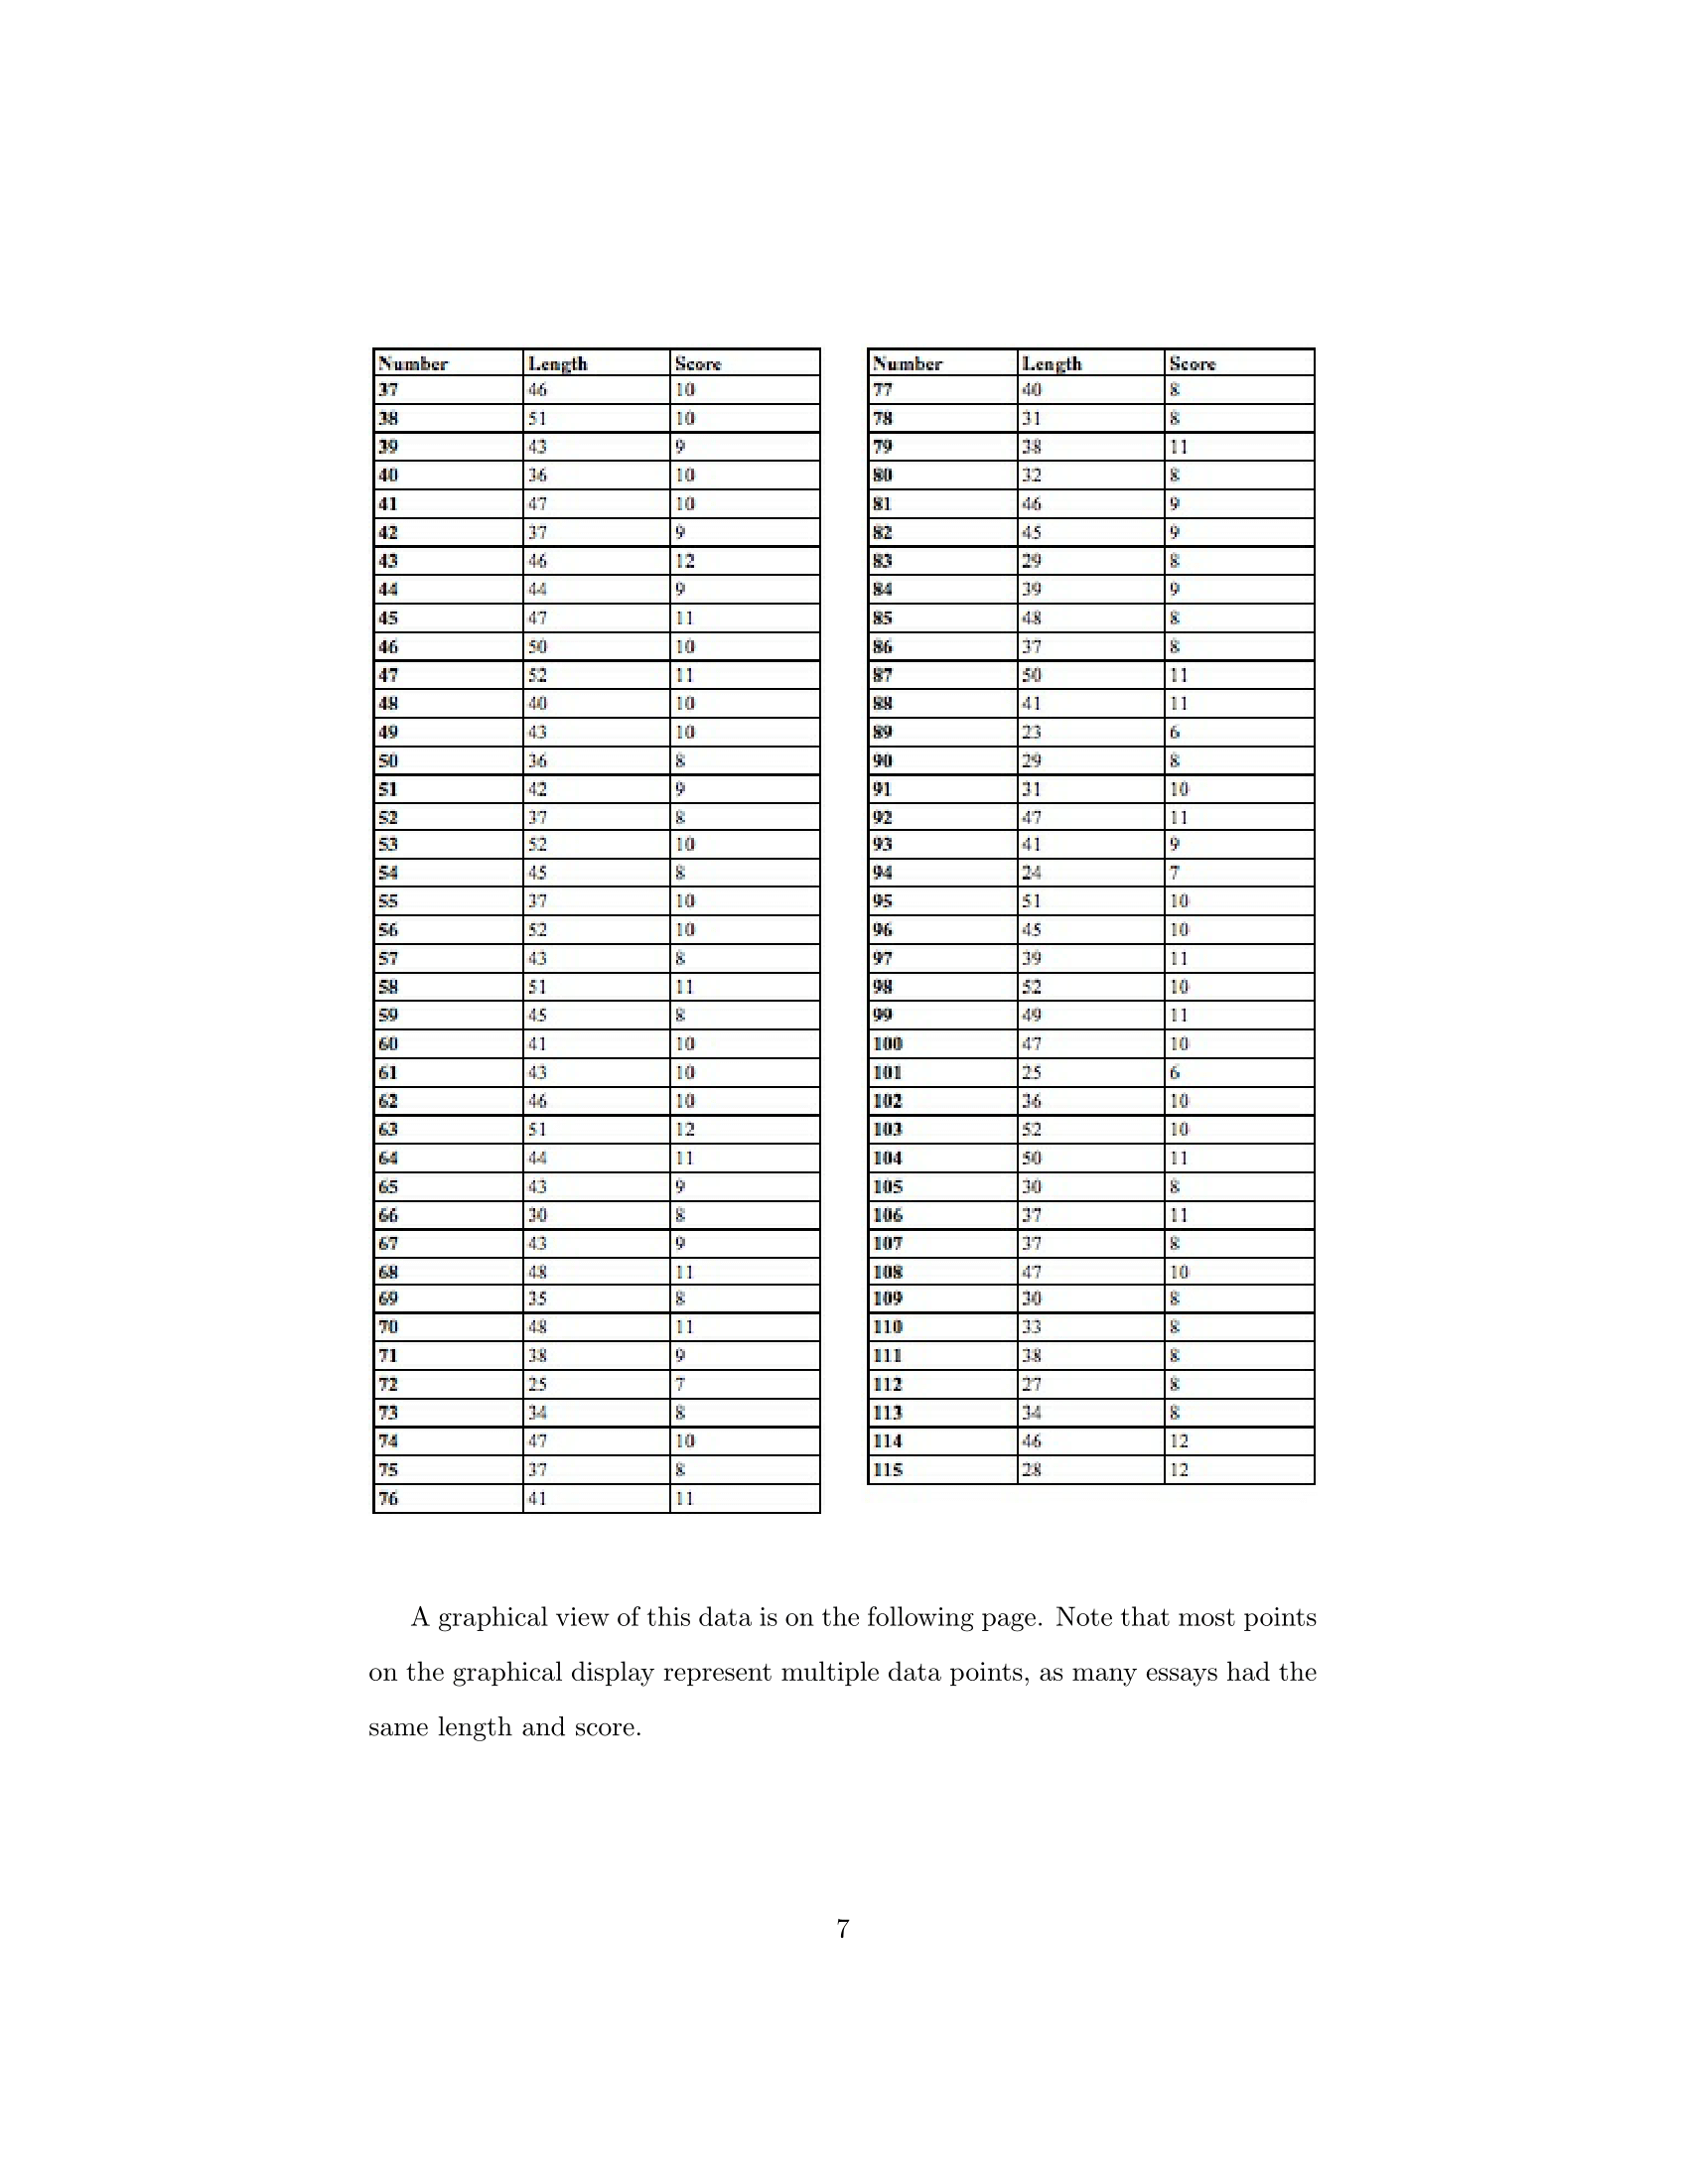 Number Length Score
37 46 10
38 51 10
39 43 9
40 36 10
41 47 10
42 37 9
43 46 12
44 44 9
45 47 11
46 50 10
47 52 11
48 40 10
49 43 10
50 36 8
51 42 9
52 37 8
53 52 10
54 45 8
55 37 10
56 52 10
57 43 8
58 51 11
59 45 8
60 41 10
61 43 10
62 46 10
63 51 12
64 44 11
65 43 9
66 30 8
67 43 9
68 48 11
69 35 8
70 48 11
71 38 9
72 25 7
73 34 8
74 47 10
75 37 8
76 41 11
Number Length Score
77 40 8
78 31 8
79 38 11
80 32 8
81 46 9
82 45 9
83 29 8
84 39 9
85 48 8
86 37 8
87 50 11
88 41 11
89 23 6
90 29 8
91 31 10
92 47 11
93 41 9
94 24 7
95 51 10
96 45 10
97 39 11
98 52 10
99 49 11
100 47 10
101 25 6
102 36 10
103 52 10
104 50 11
105 30 8
106 37 11
107 37 8
108 47 10
109 30 8
110 33 8
111 38 8
112 27 8
113 34 8
114 46 12
115 28 12
A graphical view of this data is on the following page. Note that most points
on the graphical display represent multiple data points, as many essays had the
same length and score.
7